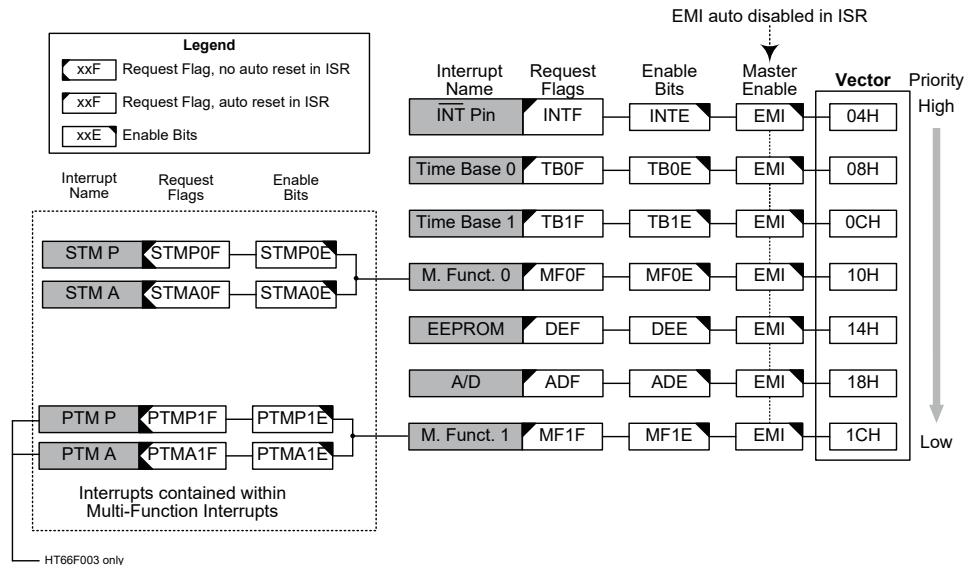 EMI auto disabled in ISR
Legend
xxF Request Flag, no auto reset in ISR
xxF Request Flag, auto reset in ISR
xxE Enable Bits
Interrupt Name Request Flags Enable Bits Master Enable Vector Priority
High
INT Pin INTF INTE EMI 04H
Time Base 0 TB0F TB0E EMI 08H
Time Base 1 TB1F TB1E EMI 0CH
M. Funct. 0 MF0F MF0E EMI 10H
EEPROM DEF DEE EMI 14H
A/D ADF ADE EMI 18H
M. Funct. 1 MF1F MF1E EMI 1CH
Low
Interrupt Name Request Flags Enable Bits
STM P STMP0F STMP0E
STM A STMA0F STMA0E
PTM P PTMP1F PTMP1E
PTM A PTMA1F PTMA1E
Interrupts contained within
Multi-Function Interrupts
HT66F003 only